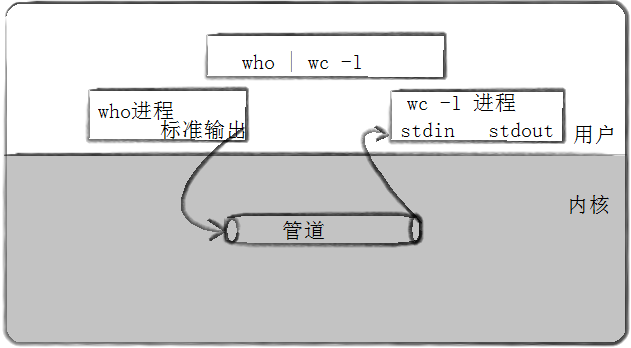 who | wc -l
who进程
标准输出
wc -l 进程
stdin stdout
用户
内核
管道